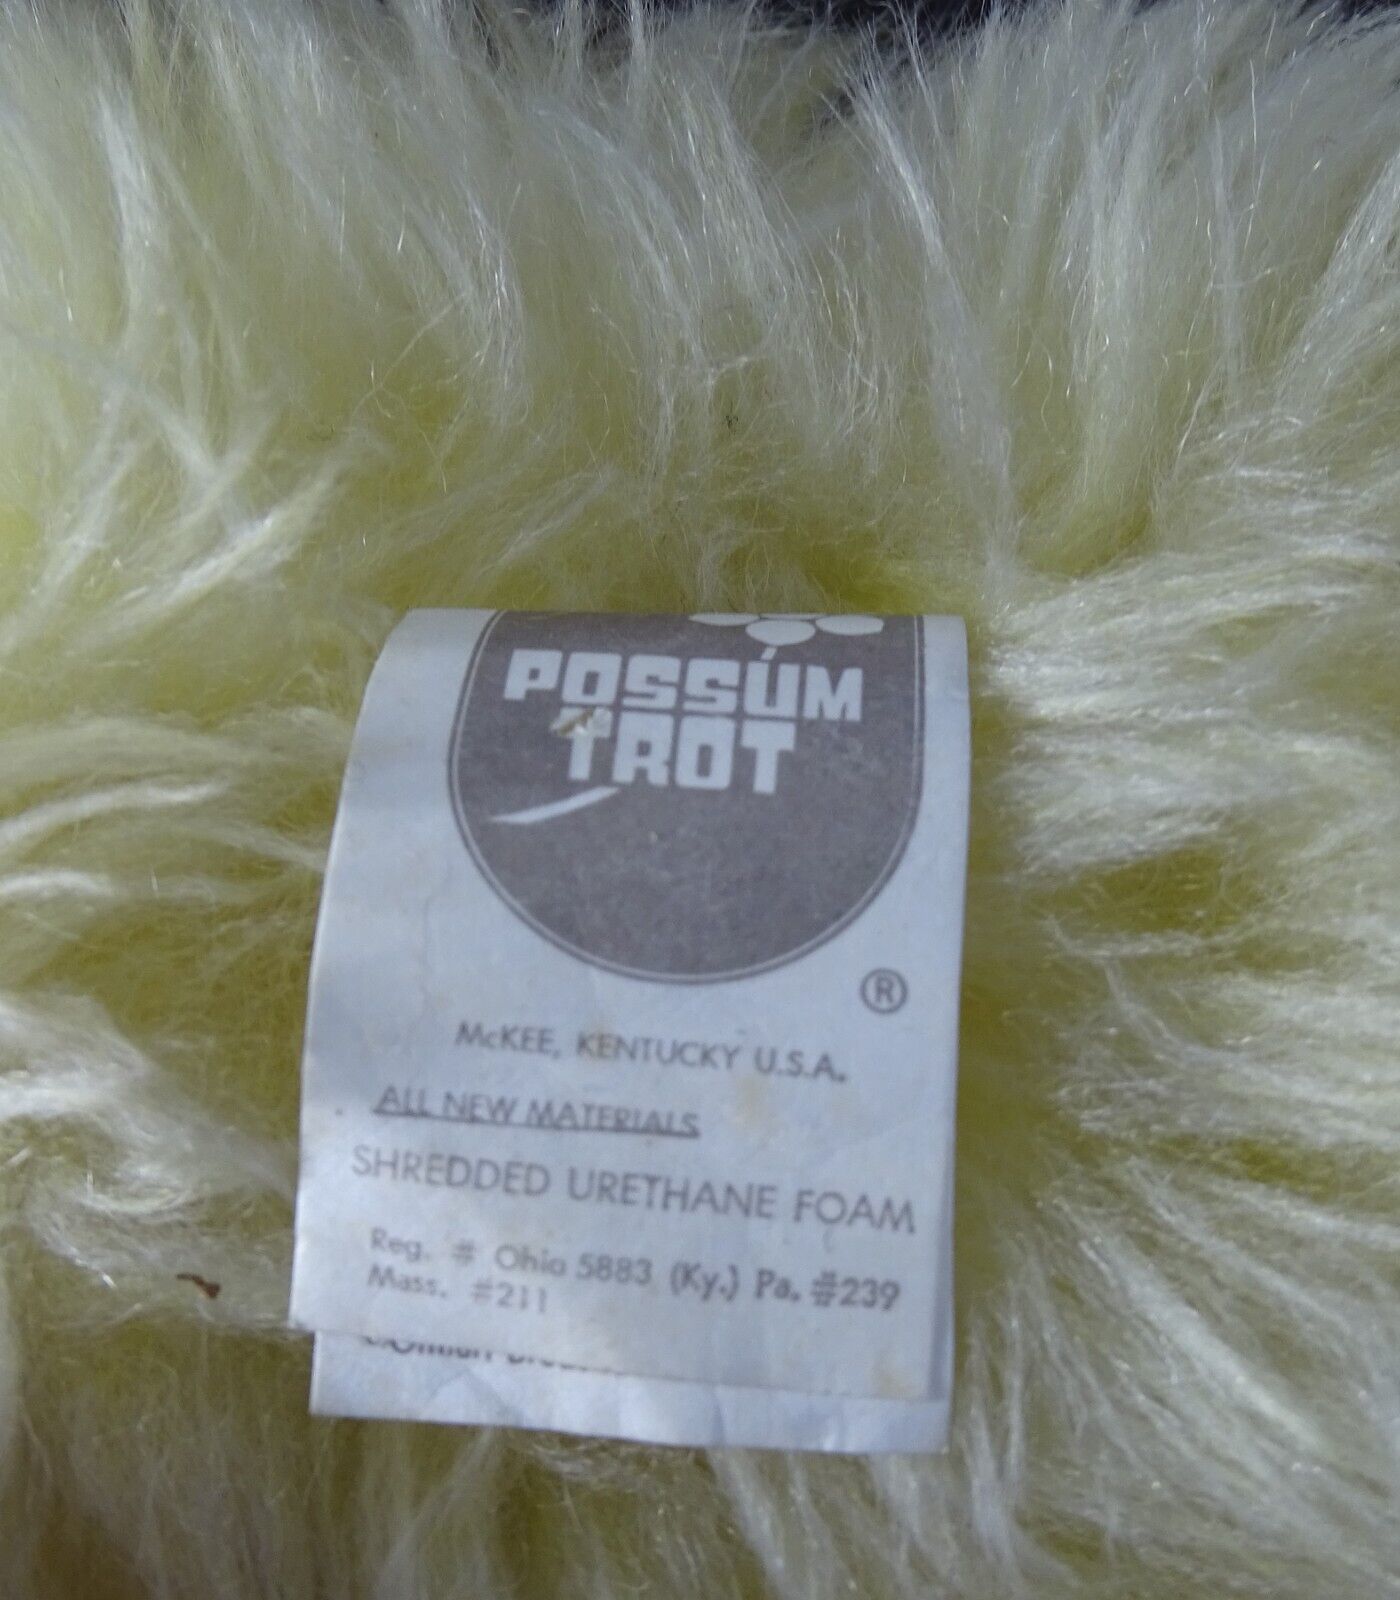 POSSUM
TROT
®
McKEE, KENTUCKY U.S.A.
ALL NEW MATERIALS
SHREDDED URETHANE FOAM
Reg. # Ohio 5883 (Ky.) Pa. #239
Mass. #211